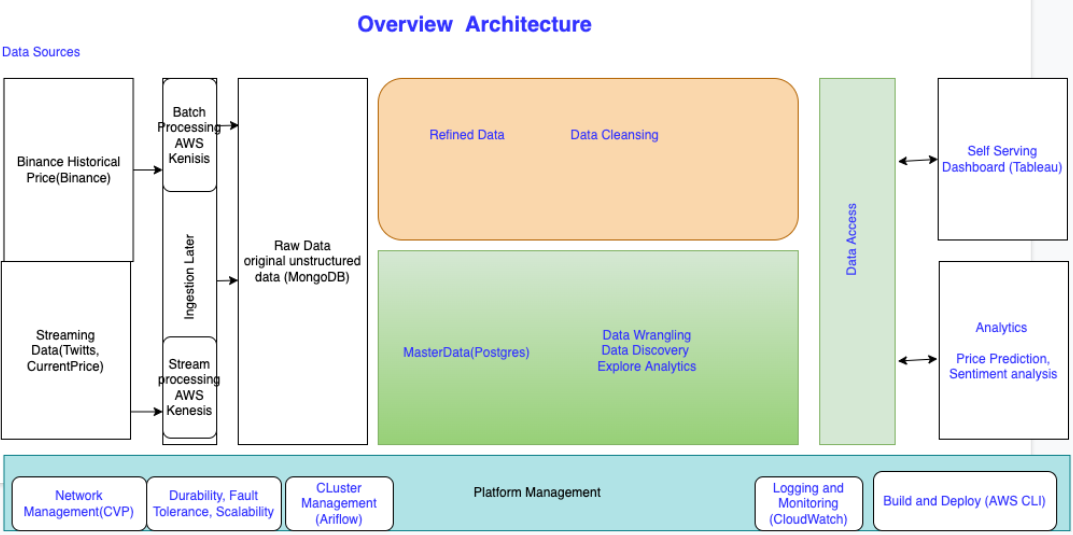 Overview Architecture
Data Sources
Binance Historical
Price(Binance)
Streaming
Data(Twitts,
CurrentPrice)
Batch
Processing
AWS
Kenisis
Ingestion Later
Stream
processing
AWS
Kenesis
Raw Data
original unstructured
data (MongoDB)
Refined Data
Data Cleansing
MasterData(Postgres)
Data Wrangling
Data Discovery
Explore Analytics
Data Access
Self Serving
Dashboard (Tableau)
Analytics
Price Prediction,
Sentiment analysis
Network
Management(CVP)
Durability, Fault
Tolerance, Scalability
CLuster
Management
(Ariflow)
Platform Management
Logging and
Monitoring
(CloudWatch)
Build and Deploy (AWS CLI)